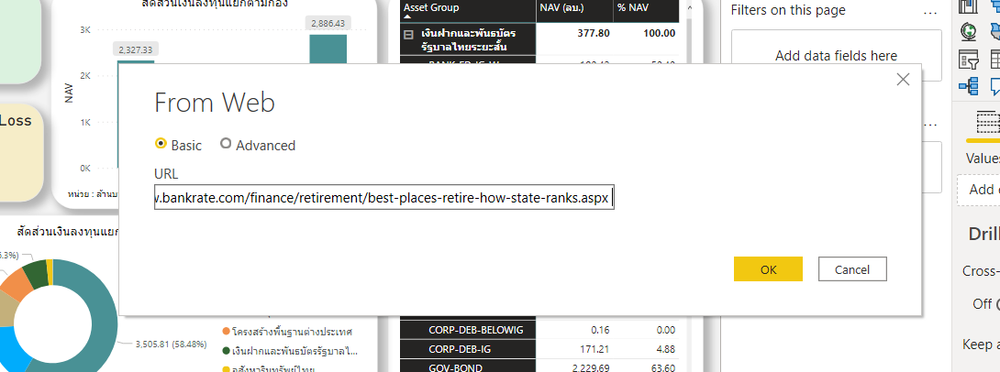 สัดส่วนเงินลงทุนแยกตามกอง
3K
2K
1K
0K
NAV
2,327.33
2,886.43
Loss
Asset Group
NAV (ลบ.)
% NAV
เงินฝากและพันธบัตร
รัฐบาลไทยระยะสั้น
377.80
100.00
Filters on this page
...
Add data fields here
From Web
Basic
Advanced
URL
w.bankrate.com/finance/retirement/best-places-retire-how-state-ranks.aspx
OK
Cancel
...
Values
Add
Drill
Cross-
Off
Keep a
หน่วย : ล้านบ
สัดส่วนเงินลงทุนแยก
.3%)
3,505.81 (58.48%)
โครงสร้างพื้นฐานต่างประเทศ
เงินฝากและพันธบัตรรัฐบาลไ...
อสังหาริมทรัพย์ไทย
CORP-DEB-BELOWIG
0.16
0.00
CORP-DEB-IG
171.21
4.88
GOV-BOND
2,229.69
63.60